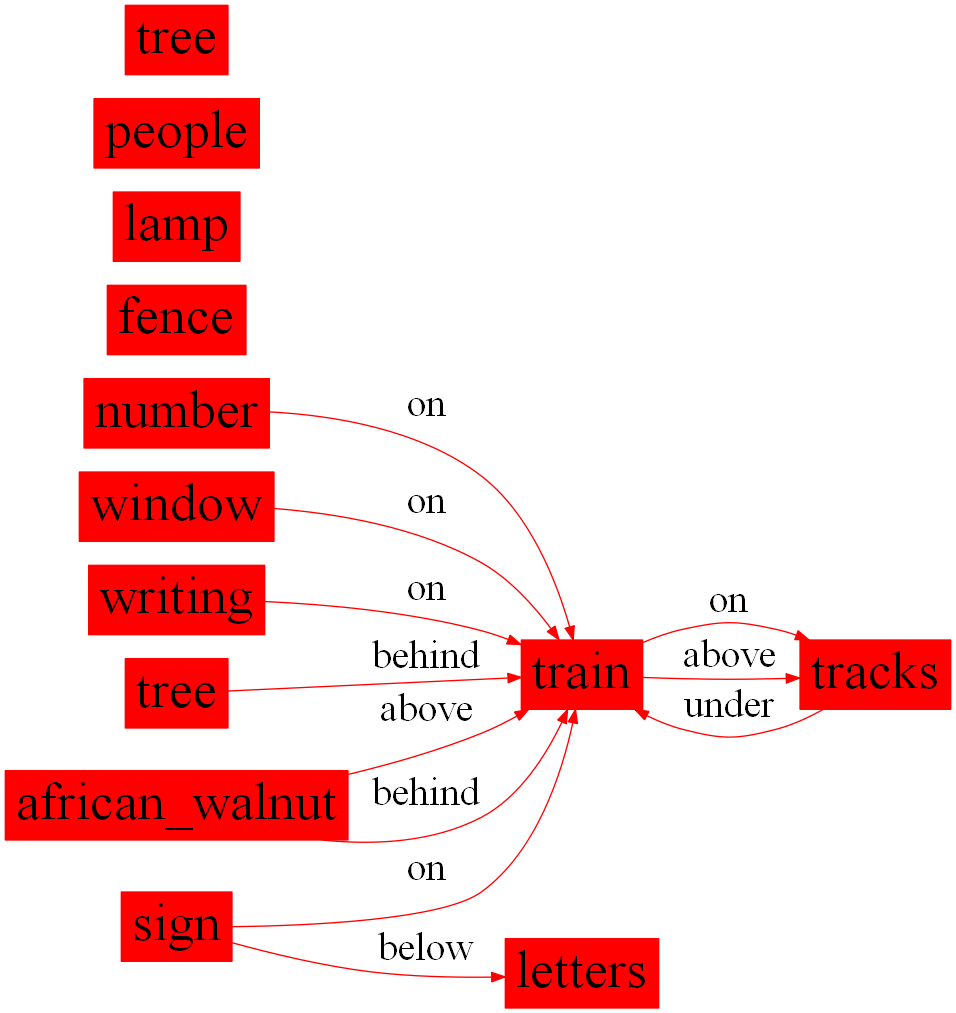 tree
people
lamp
fence
number
on
window
on
writing
on
on
tree
behind
train
above
tracks
above
under
african_walnut
behind
on
sign
below
letters